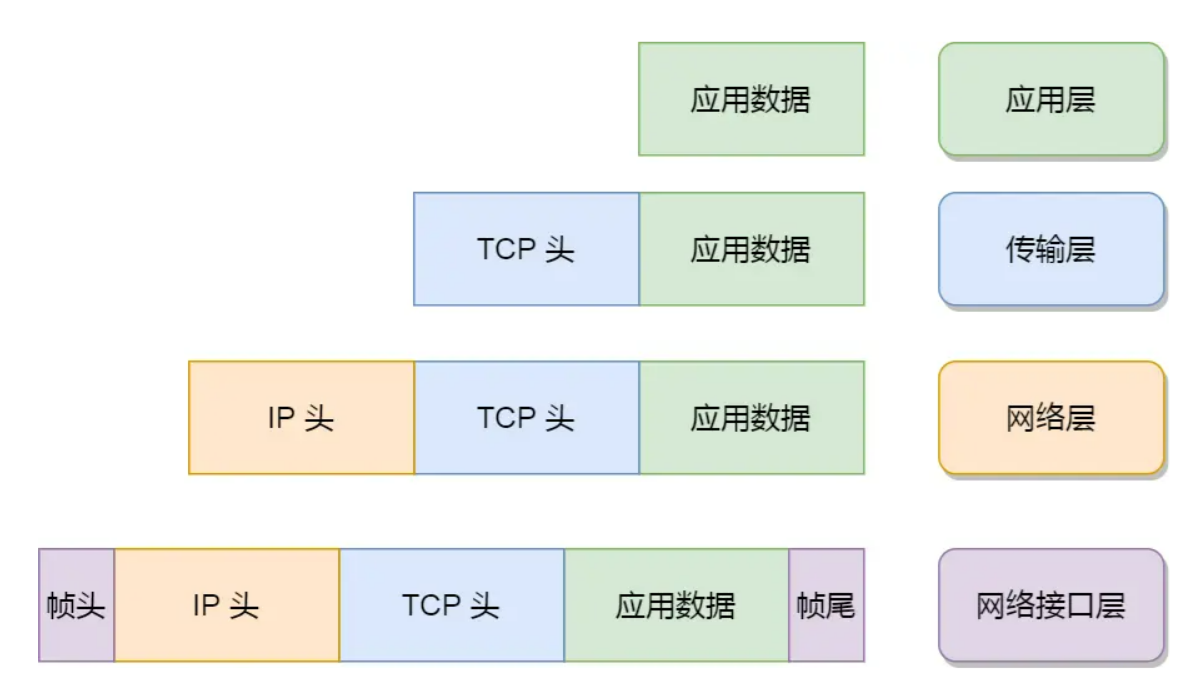 应用数据 应用层
TCP 头 应用数据 传输层
IP 头 TCP 头 应用数据 网络层
帧头 IP 头 TCP 头 应用数据 帧尾 网络接口层